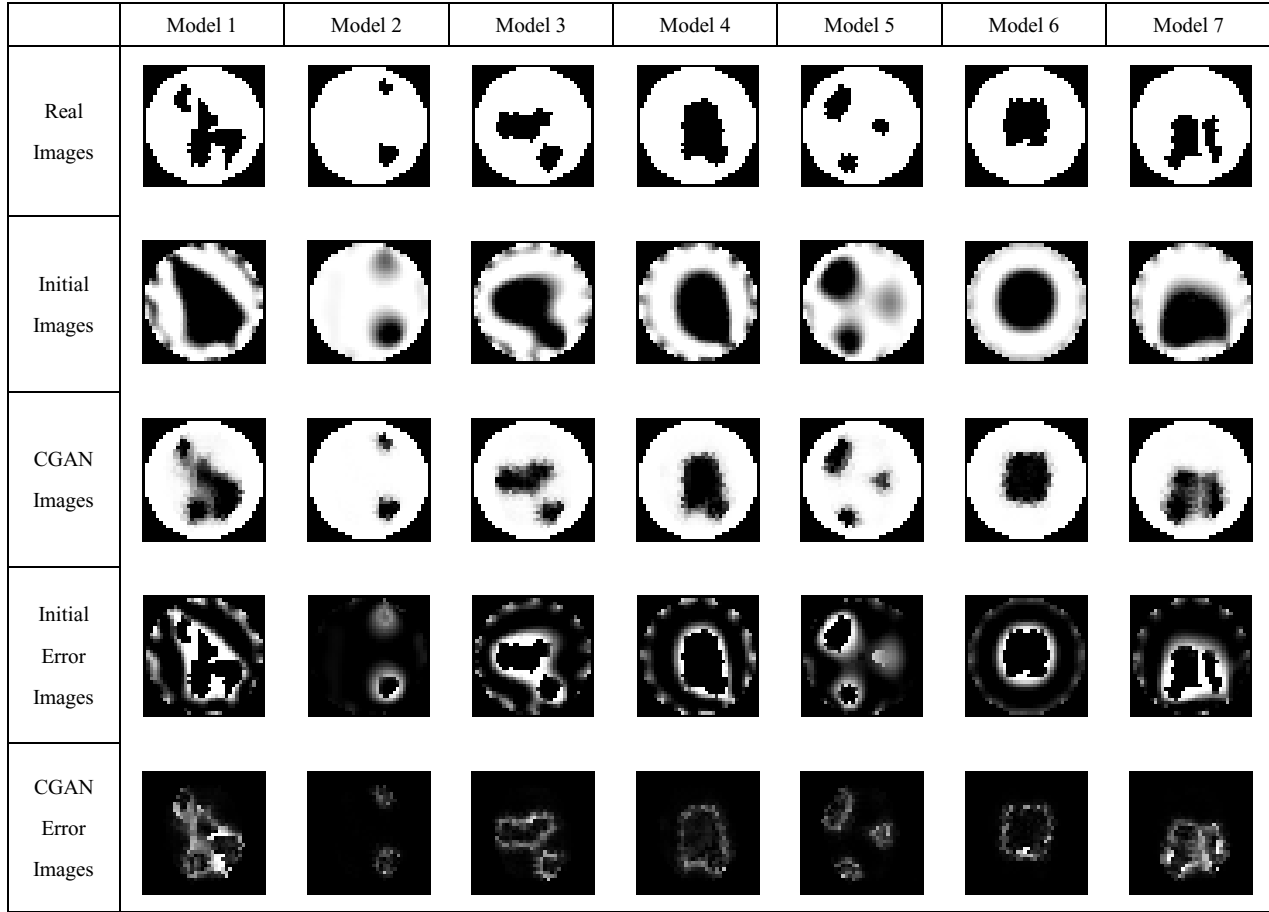 Model 1 Model 2 Model 3 Model 4 Model 5 Model 6 Model 7
Real
Images
Initial
Images
CGAN
Images
Initial
Error
Images
CGAN
Error
Images